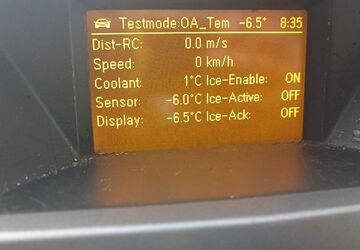 Testmode:OA_Tem -6.5° 8:35
Dist-RC: 0.0 m/s
Speed: 0 km/h
Coolant: 1°C Ice-Enable: ON
Sensor: -6.0°C Ice-Active: OFF
Display: -6.5°C Ice-Ack: OFF